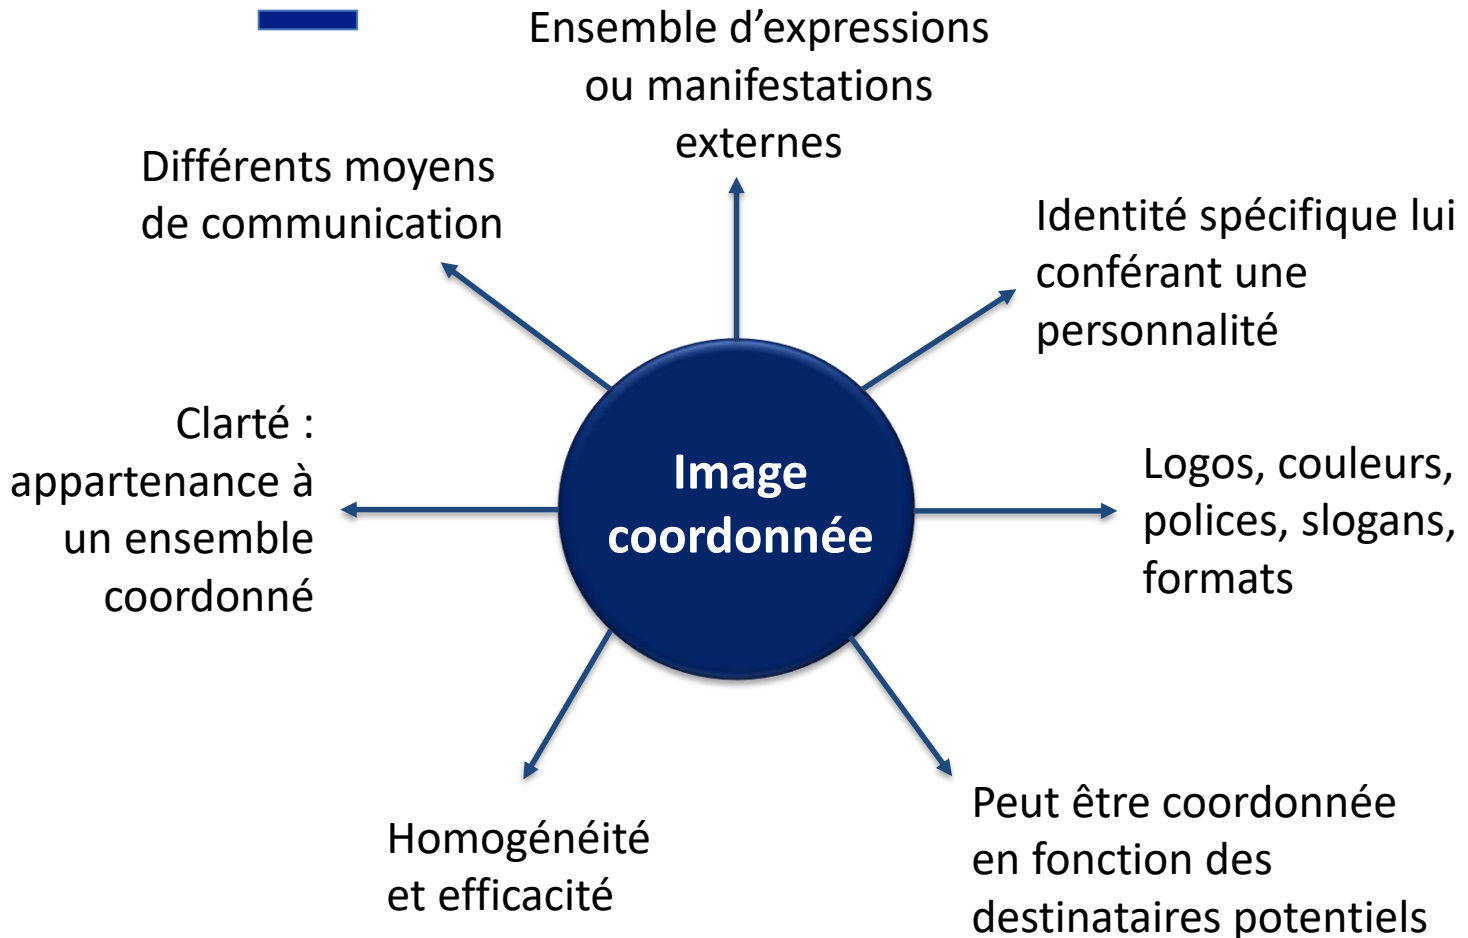 Ensemble d’expressions
ou manifestations
externes
Différents moyens
de communication
Identité spécifique lui
conférant une
personnalité
Clarté :
appartenance à
un ensemble
coordonné
Image
coordonnée
Logos, couleurs,
polices, slogans,
formats
Homogénéité
et efficacité
Peut être coordonnée
en fonction des
destinataires potentiels